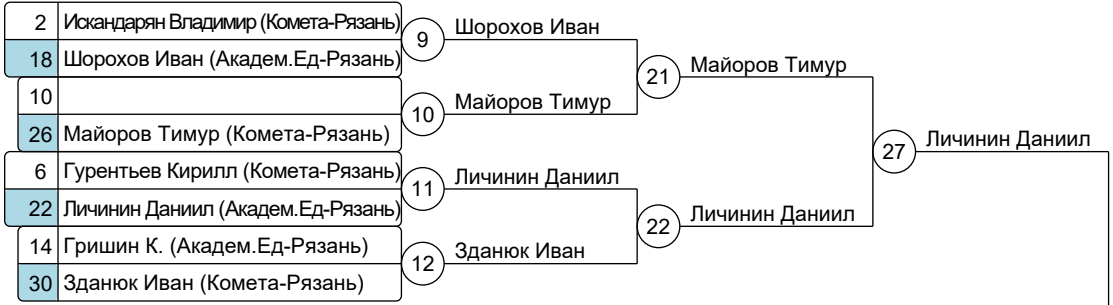 2 Искандарян Владимир (Комета-Рязань)
9
Шорохов Иван
18 Шорохов Иван (Академ.Ед-Рязань)
21
Майоров Тимур
10
10
Майоров Тимур
26 Майоров Тимур (Комета-Рязань)
27
Личинин Даниил
6 Гурентьев Кирилл (Комета-Рязань)
11
Личинин Даниил
22 Личинин Даниил (Академ.Ед-Рязань)
22
Личинин Даниил
14 Гришин К. (Академ.Ед-Рязань)
12
Зданюк Иван
30 Зданюк Иван (Комета-Рязань)